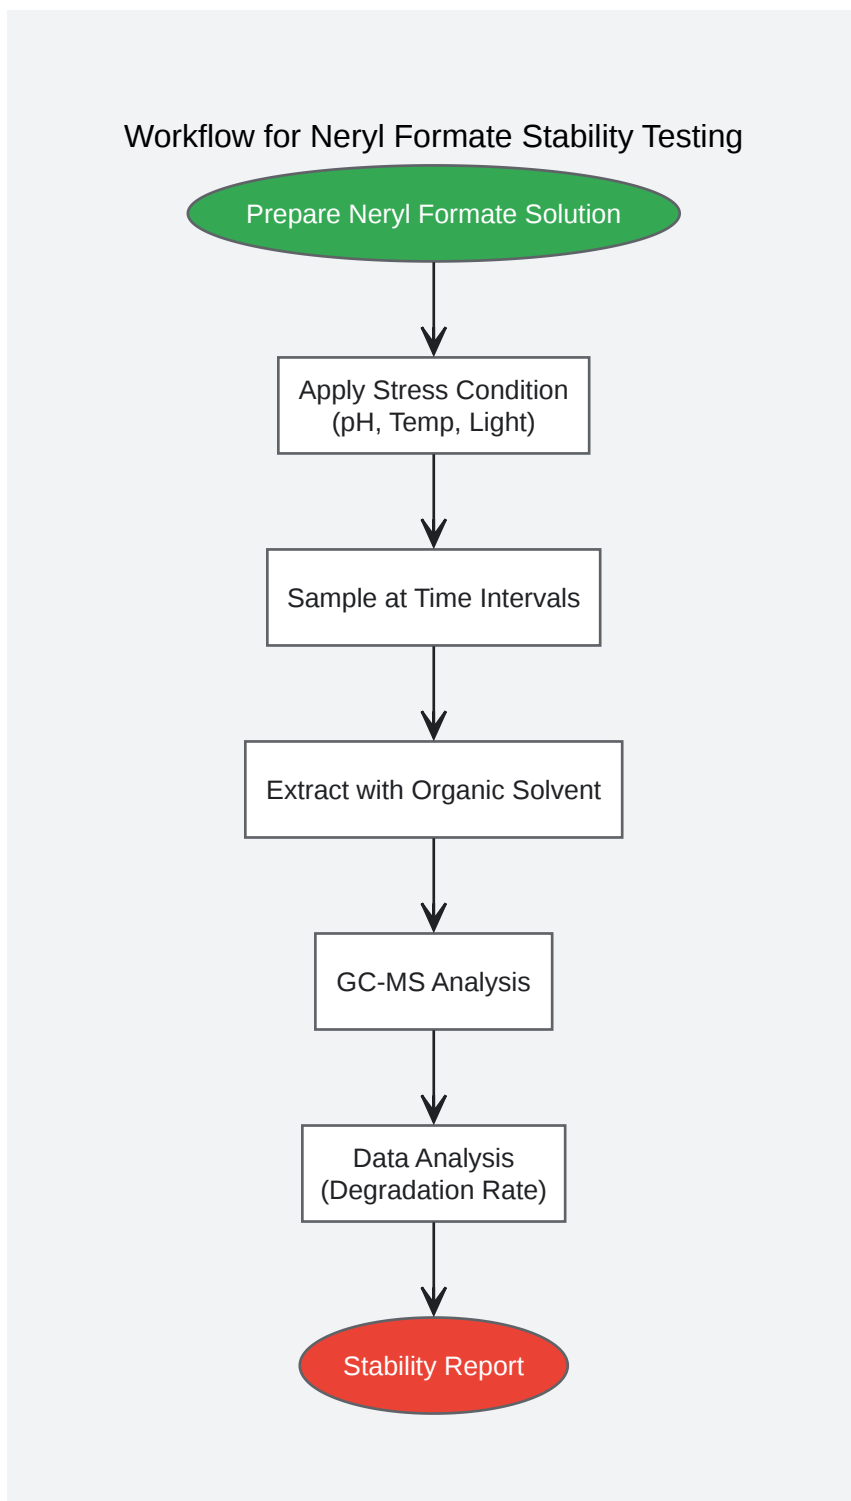 Workflow for Neryl Formate Stability Testing
Prepare Neryl Formate Solution
Apply Stress Condition
(pH, Temp, Light)
Sample at Time Intervals
Extract with Organic Solvent
GC-MS Analysis
Data Analysis
(Degradation Rate)
Stability Report